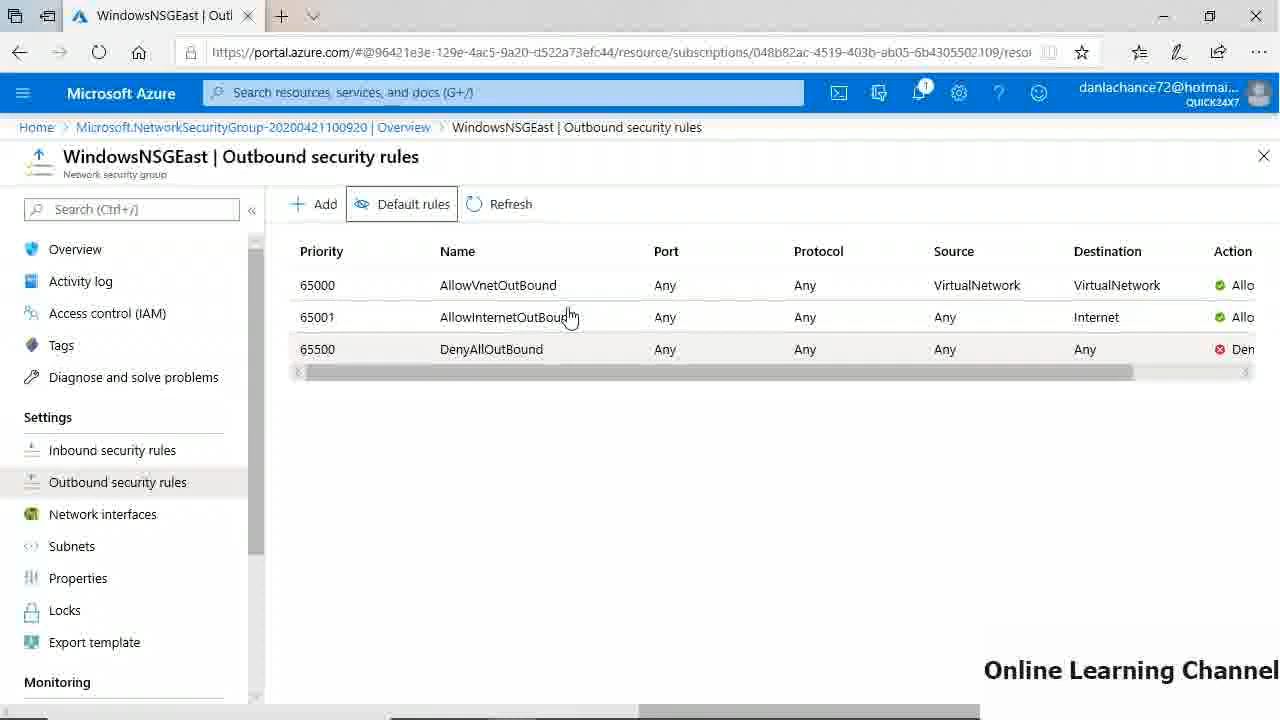 WindowsNSGEast | Outl
https://portal.azure.com/#@96421e3e-129e-4ac5-9a20-d522a73efc44/resource/subscriptions/048b82ac-4519-403b-ab05-6b4305502109/resou
Microsoft Azure
Search resources, services, and docs (G+/)
1
danlachance72@hotmai...
QUICK24X7
Home > Microsoft.NetworkSecurityGroup-20200421100920 | Overview > WindowsNSGEast | Outbound security rules
WindowsNSGEast | Outbound security rules
Network security group
Search (Ctrl+/)
«
Overview
Activity log
Access control (IAM)
Tags
Diagnose and solve problems
Settings
Inbound security rules
Outbound security rules
Network interfaces
Subnets
Properties
Locks
Export template
Monitoring
Add Default rules Refresh
Priority Name Port Protocol Source Destination Action
65000 AllowVnetOutBound Any Any VirtualNetwork VirtualNetwork Allo
65001 AllowInternetOutBound Any Any Any Internet Allo
65500 DenyAllOutBound Any Any Any Any Den
Online Learning Channel